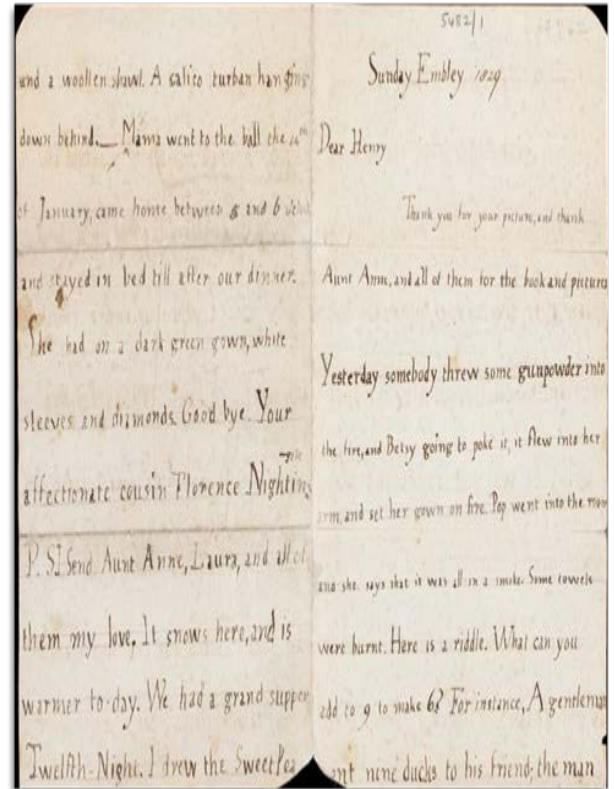 5482/1
Sunday Embley 1829
Dear Henry
Thank you for your picture, and thank
Aunt Anne, and all of them for the book and pictures
Yesterday somebody threw some gunpowder into
the fire, and Betsy going to poke it, it flew into her
arm, and set her gown on fire. Pop went into the room
and she says that it was all in a smoke. Some towels
were burnt. Here is a riddle. What can you
add to 9 to make 6? For instance, A gentleman
nine ducks to his friend; the man
and a woollen shawl. A calico turban hanging
down behind.— Mama went to the ball the
of January, came home between 5 and 6
and stayed in bed till after our dinner.
She had on a dark green gown, white
sleeves and diamonds. Good bye. Your
gale
affectionate cousin Florence Nightin
P.S I Send Aunt Anne, Laura, and all of
them my love. It snows here, and is
warmer to-day. We had a grand supper
Twelfth-Night. I drew the Sweet Pea